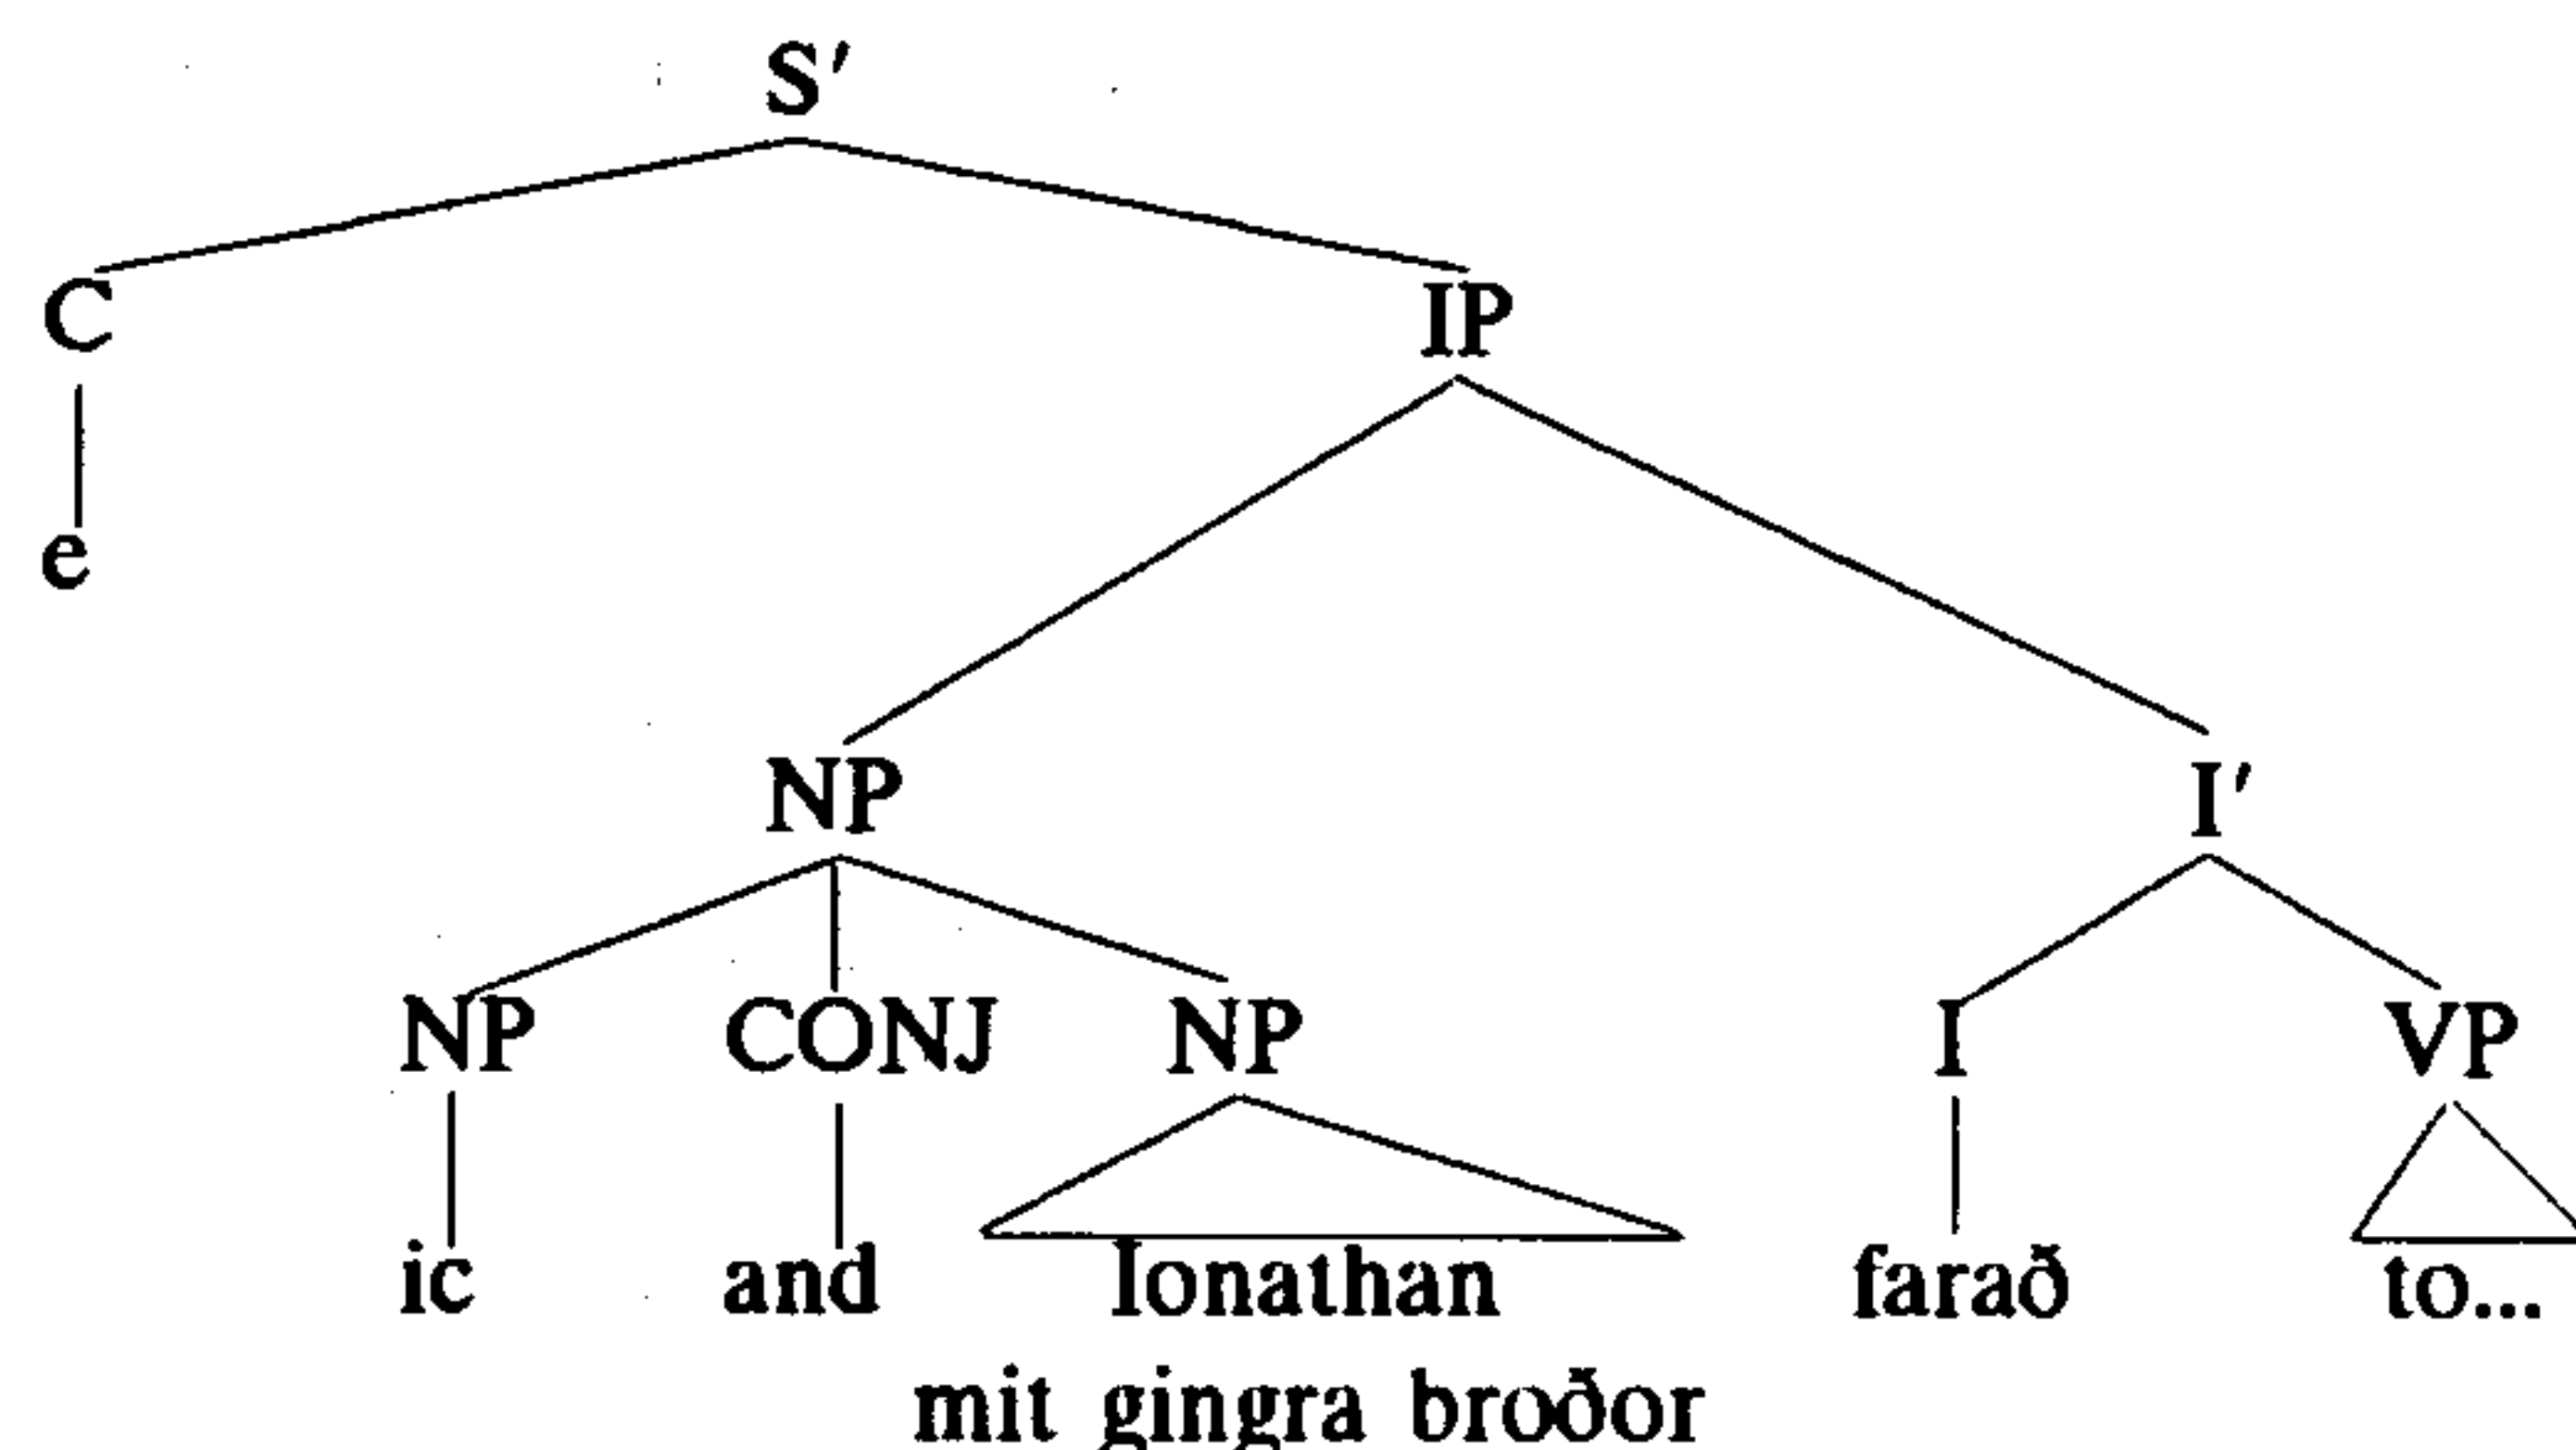 S′
C IP
e
NP I′
NP CONJ NP I VP
ic and Ionathan farað to...
mit gingra broðor